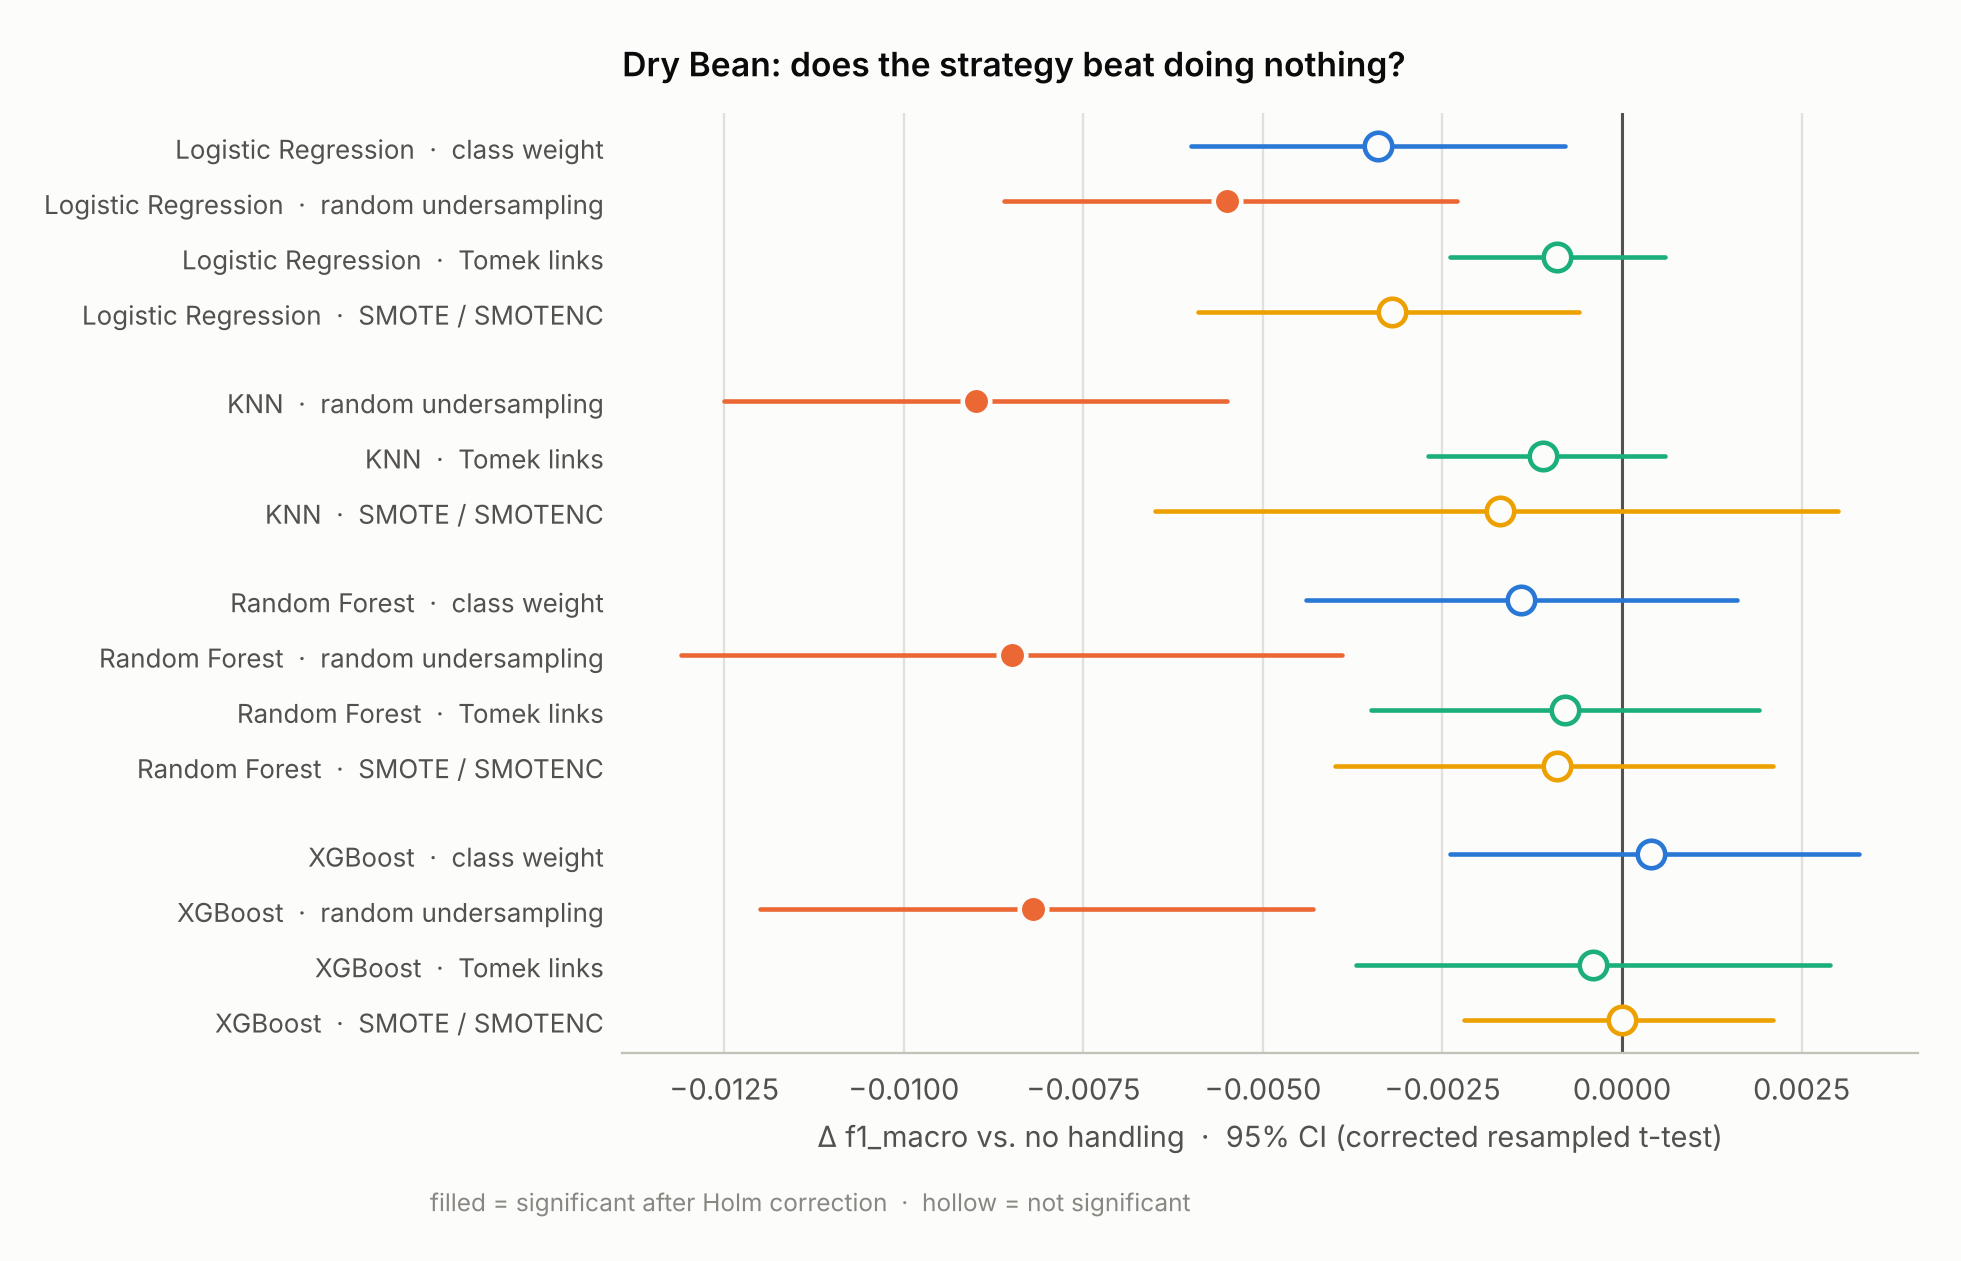 Dry Bean: does the strategy beat doing nothing?
Logistic Regression · class weight
Logistic Regression · random undersampling
Logistic Regression · Tomek links
Logistic Regression · SMOTE / SMOTENC
KNN · random undersampling
KNN · Tomek links
KNN · SMOTE / SMOTENC
Random Forest · class weight
Random Forest · random undersampling
Random Forest · Tomek links
Random Forest · SMOTE / SMOTENC
XGBoost · class weight
XGBoost · random undersampling
XGBoost · Tomek links
XGBoost · SMOTE / SMOTENC
−0.0125 −0.0100 −0.0075 −0.0050 −0.0025 0.0000 0.0025
Δ f1_macro vs. no handling · 95% CI (corrected resampled t-test)
filled = significant after Holm correction · hollow = not significant